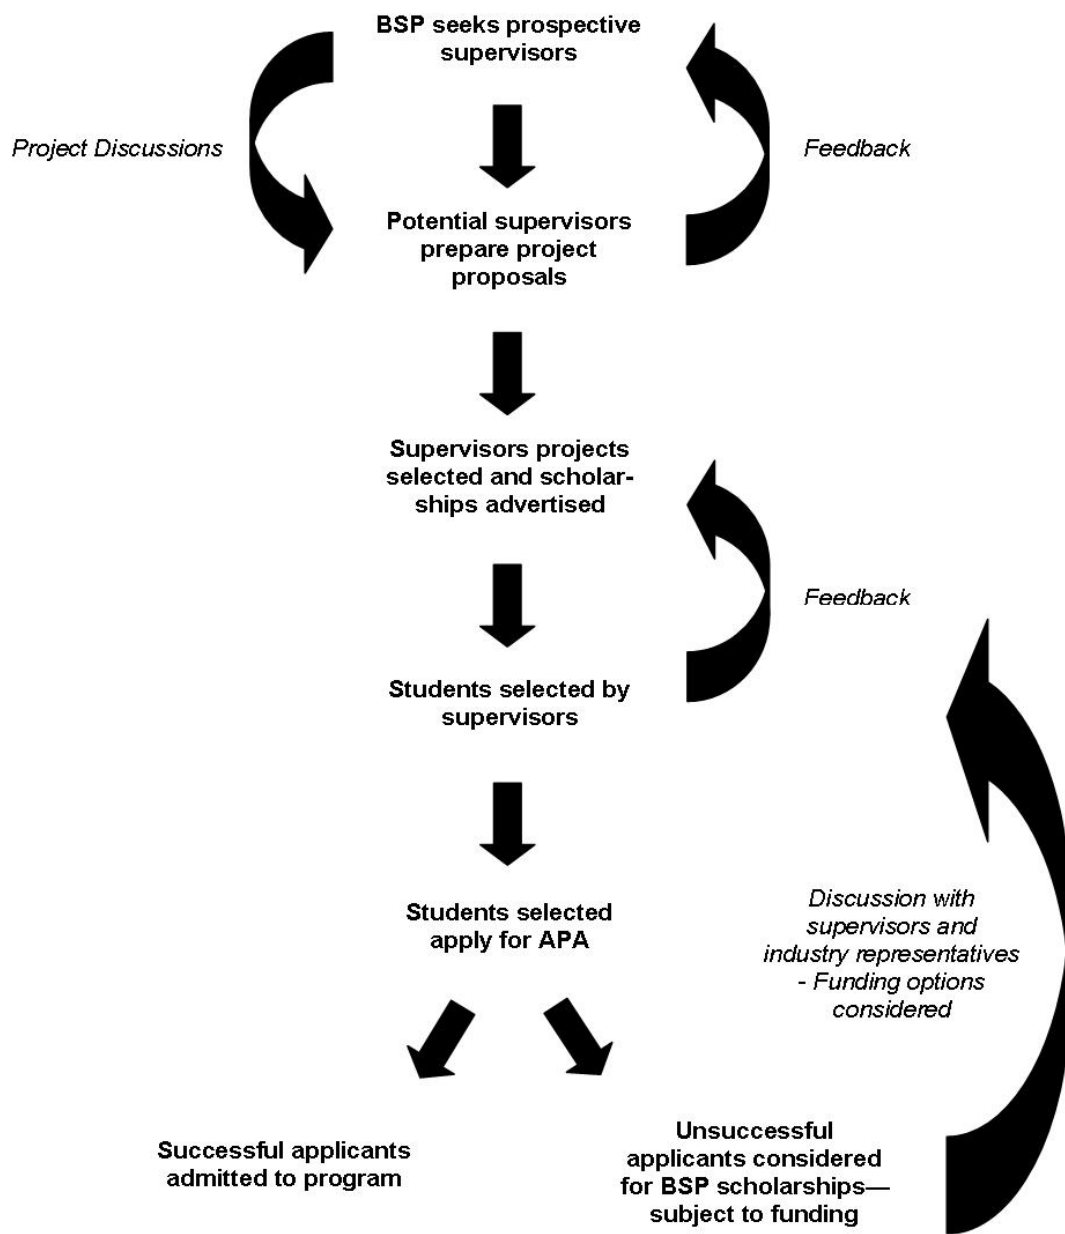 BSP seeks prospective
supervisors
Project Discussions
Feedback
Potential supervisors
prepare project
proposals
Supervisors projects
selected and scholar-
ships advertised
Feedback
Students selected by
supervisors
Students selected
apply for APA
Discussion with
supervisors and
industry representatives
- Funding options
considered
Successful applicants
admitted to program
Unsuccessful
applicants considered
for BSP scholarships—
subject to funding